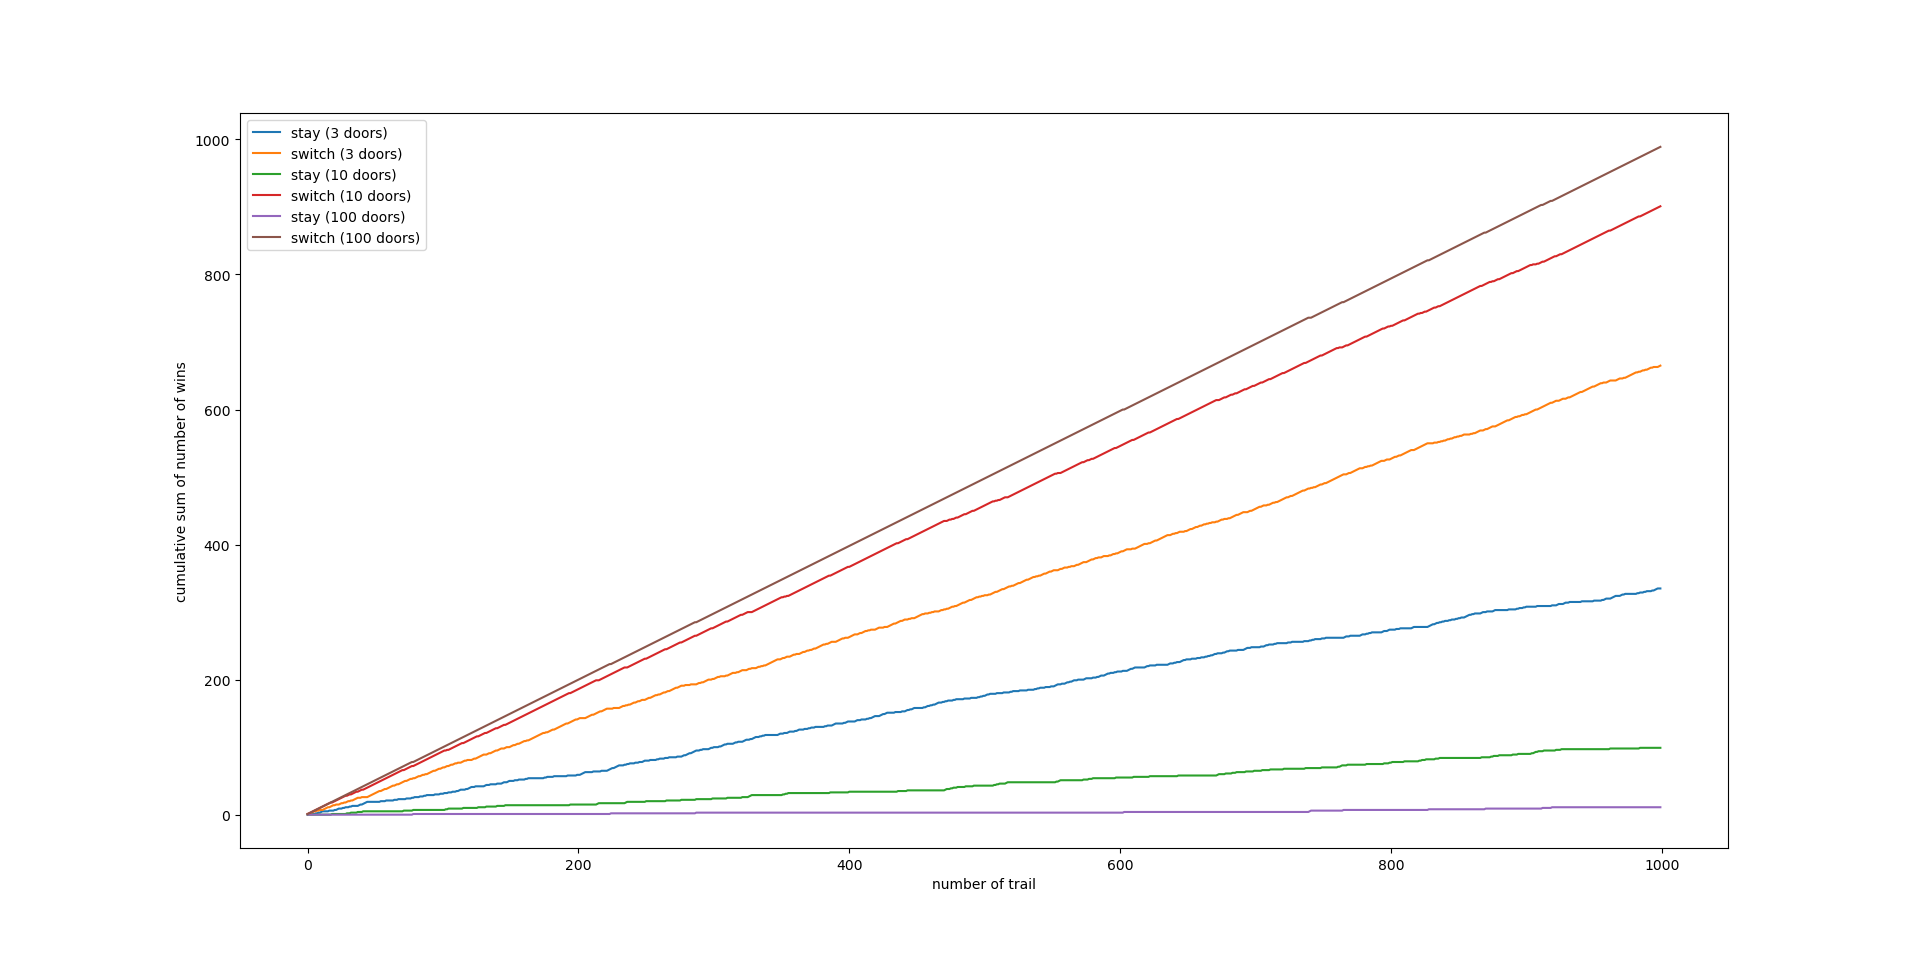 stay (3 doors)
switch (3 doors)
stay (10 doors)
switch (10 doors)
stay (100 doors)
switch (100 doors)
1000
800
600
400
200
0
cumulative sum of number of wins
0 200 400 600 800 1000
number of trail